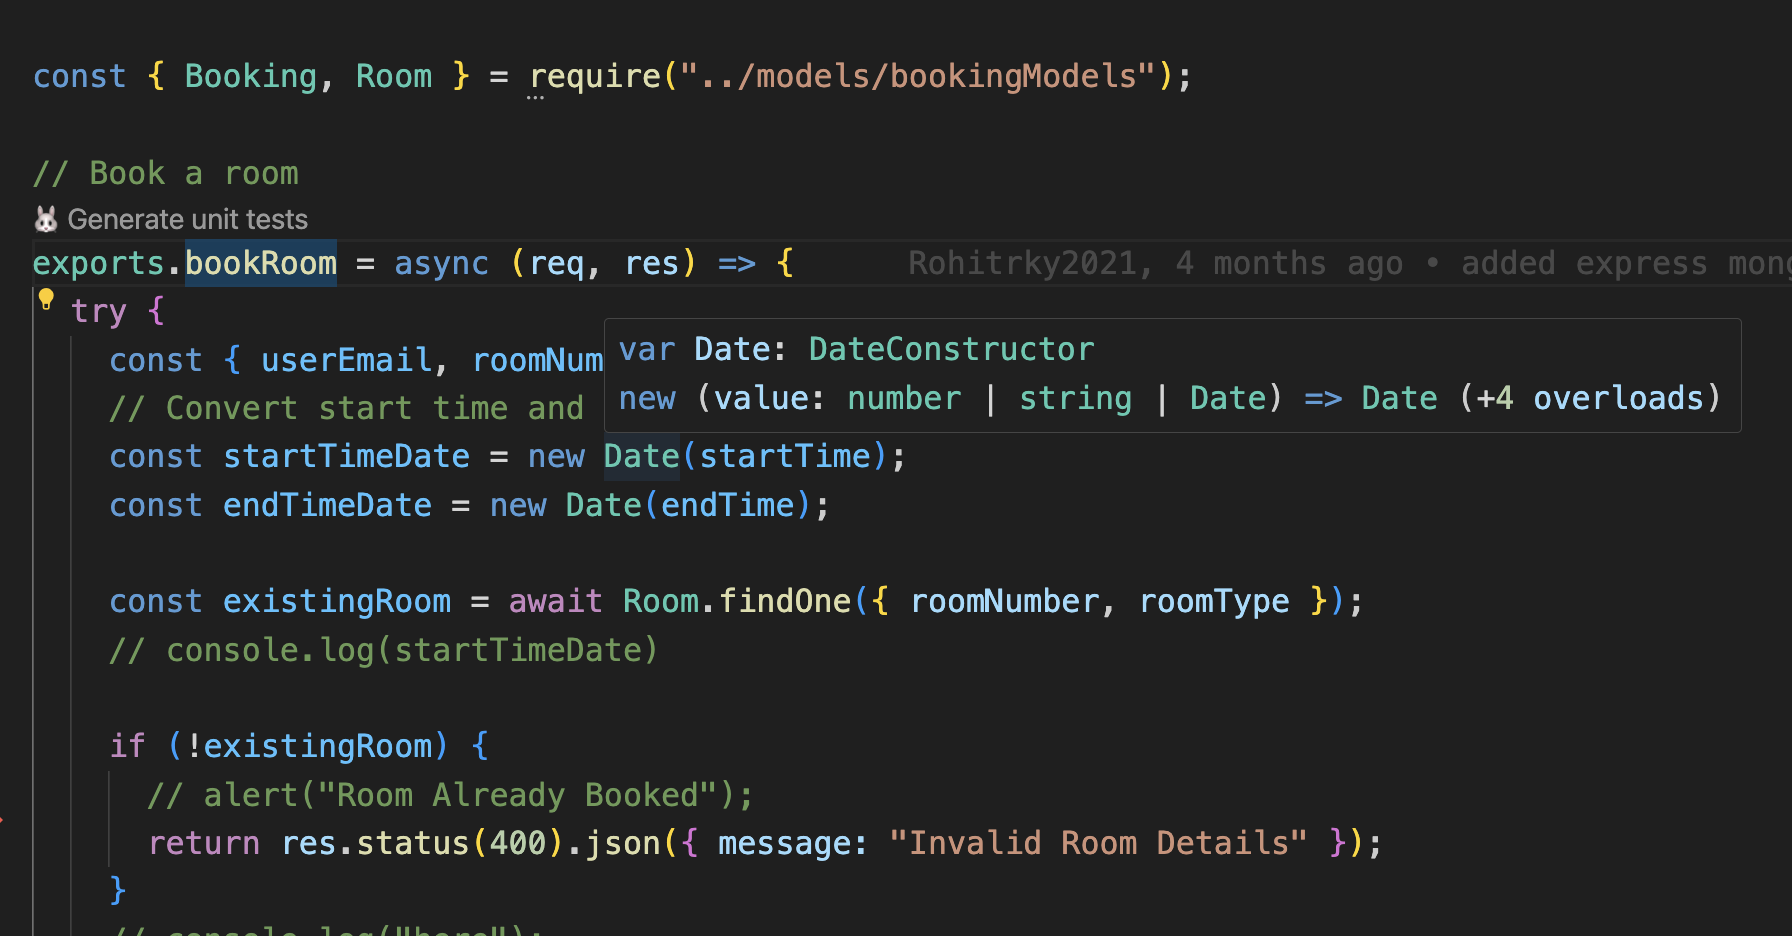 const { Booking, Room } = require("../models/bookingModels");
// Book a room
Generate unit tests
exports.bookRoom = async (req, res) => { Rohitrky2021, 4 months ago • added express
try {
const { userEmail,
var Date: DateConstructor
new (value: number | string | Date) => Date (+4 overloads)
// Convert start time and
const startTimeDate = new Date(startTime);
const endTimeDate = new Date(endTime);
const existingRoom = await Room.findOne({ roomNumber, roomType });
// console.log(startTimeDate)
if (!existingRoom) {
// alert("Room Already Booked");
return res.status(400).json({ message: "Invalid Room Details" });
}